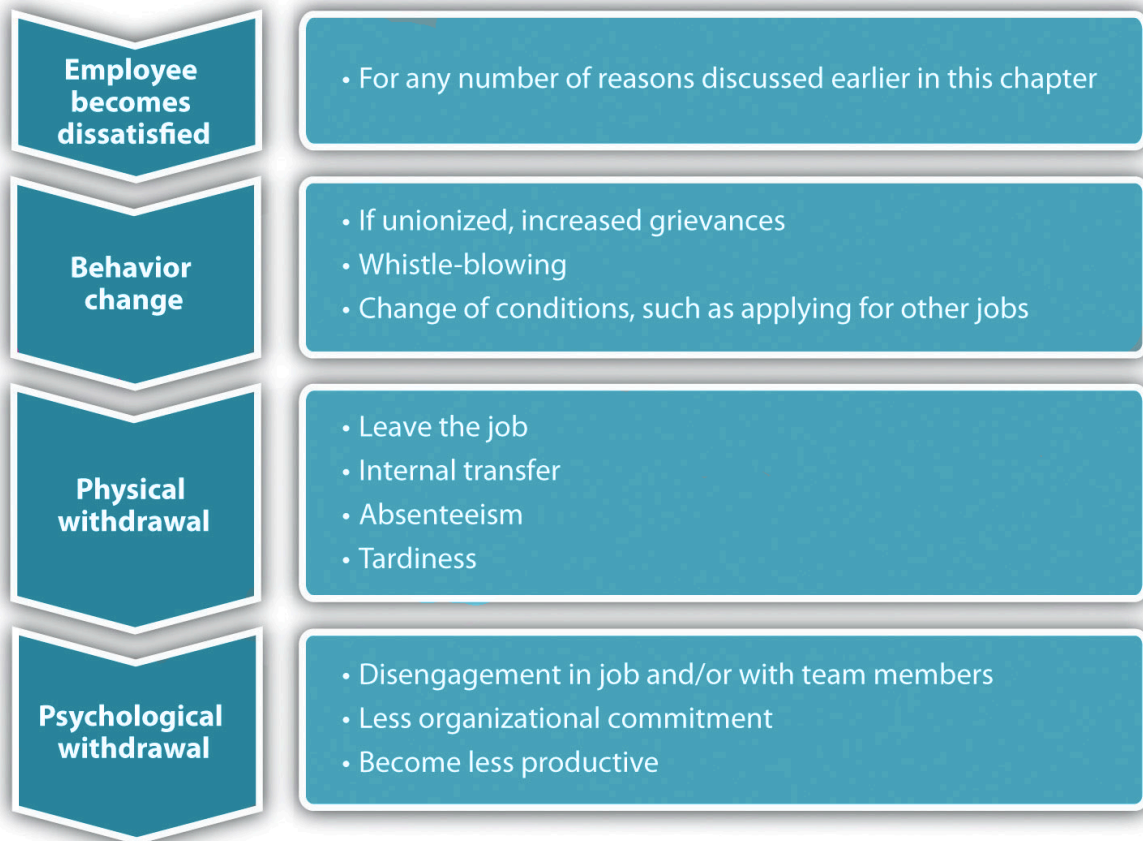 Employee
becomes
dissatisfied
• For any number of reasons discussed earlier in this chapter
Behavior
change
• If unionized, increased grievances
• Whistle-blowing
• Change of conditions, such as applying for other jobs
Physical
withdrawal
• Leave the job
• Internal transfer
• Absenteeism
• Tardiness
Psychological
withdrawal
• Disengagement in job and/or with team members
• Less organizational commitment
• Become less productive